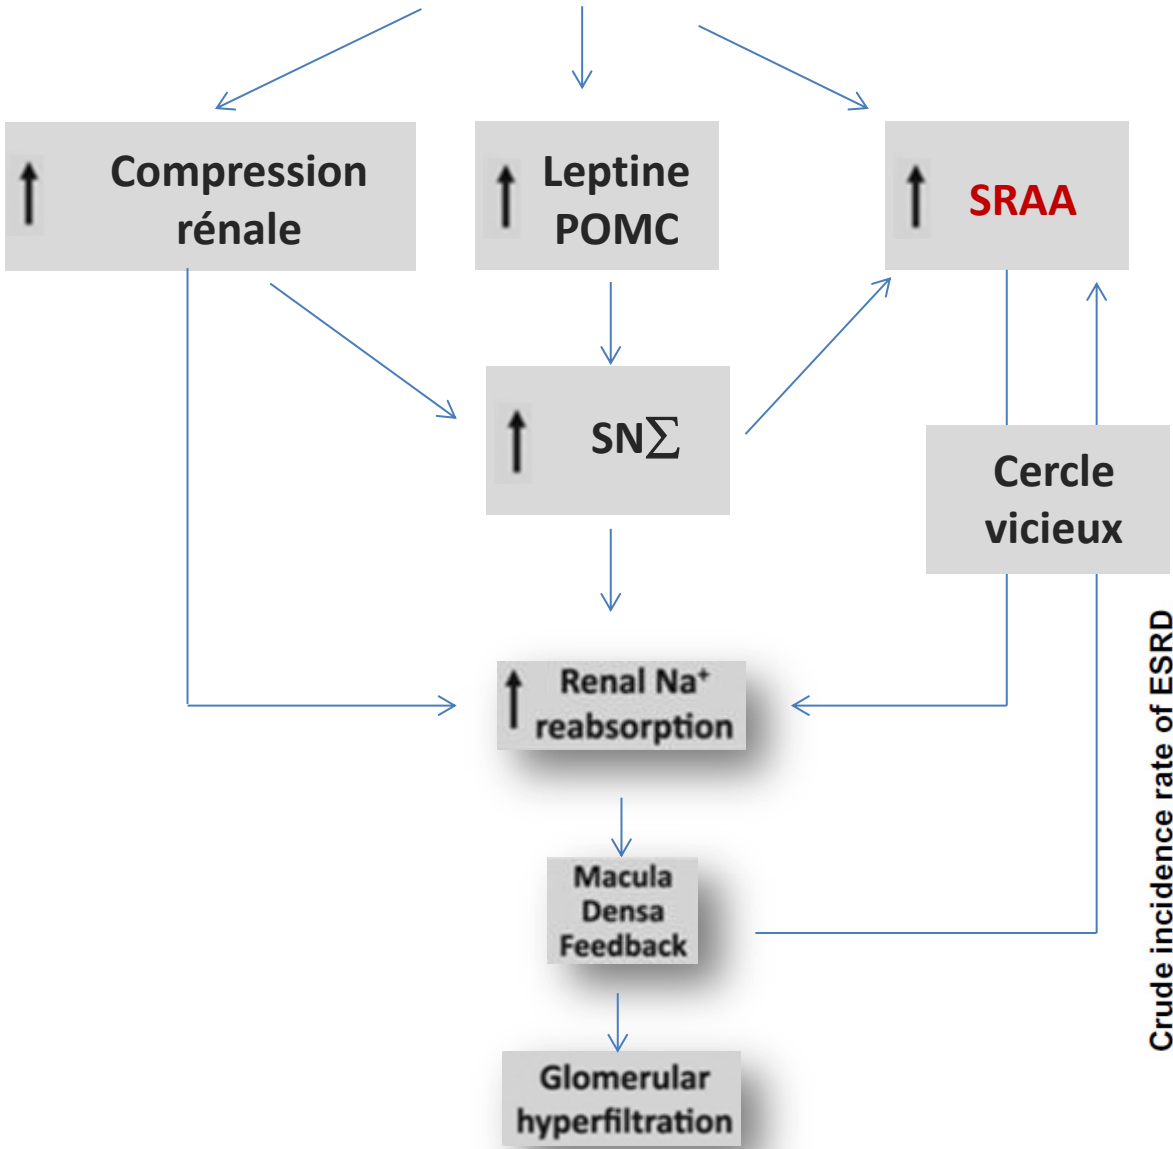 Compression
rénale
Leptine
POMC
SRAA
SN∑
Cercle
vicieux
Renal Na⁺
reabsorption
Macula
Densa
Feedback
Glomerular
hyperfiltration
Crude incidence rate of ESRD